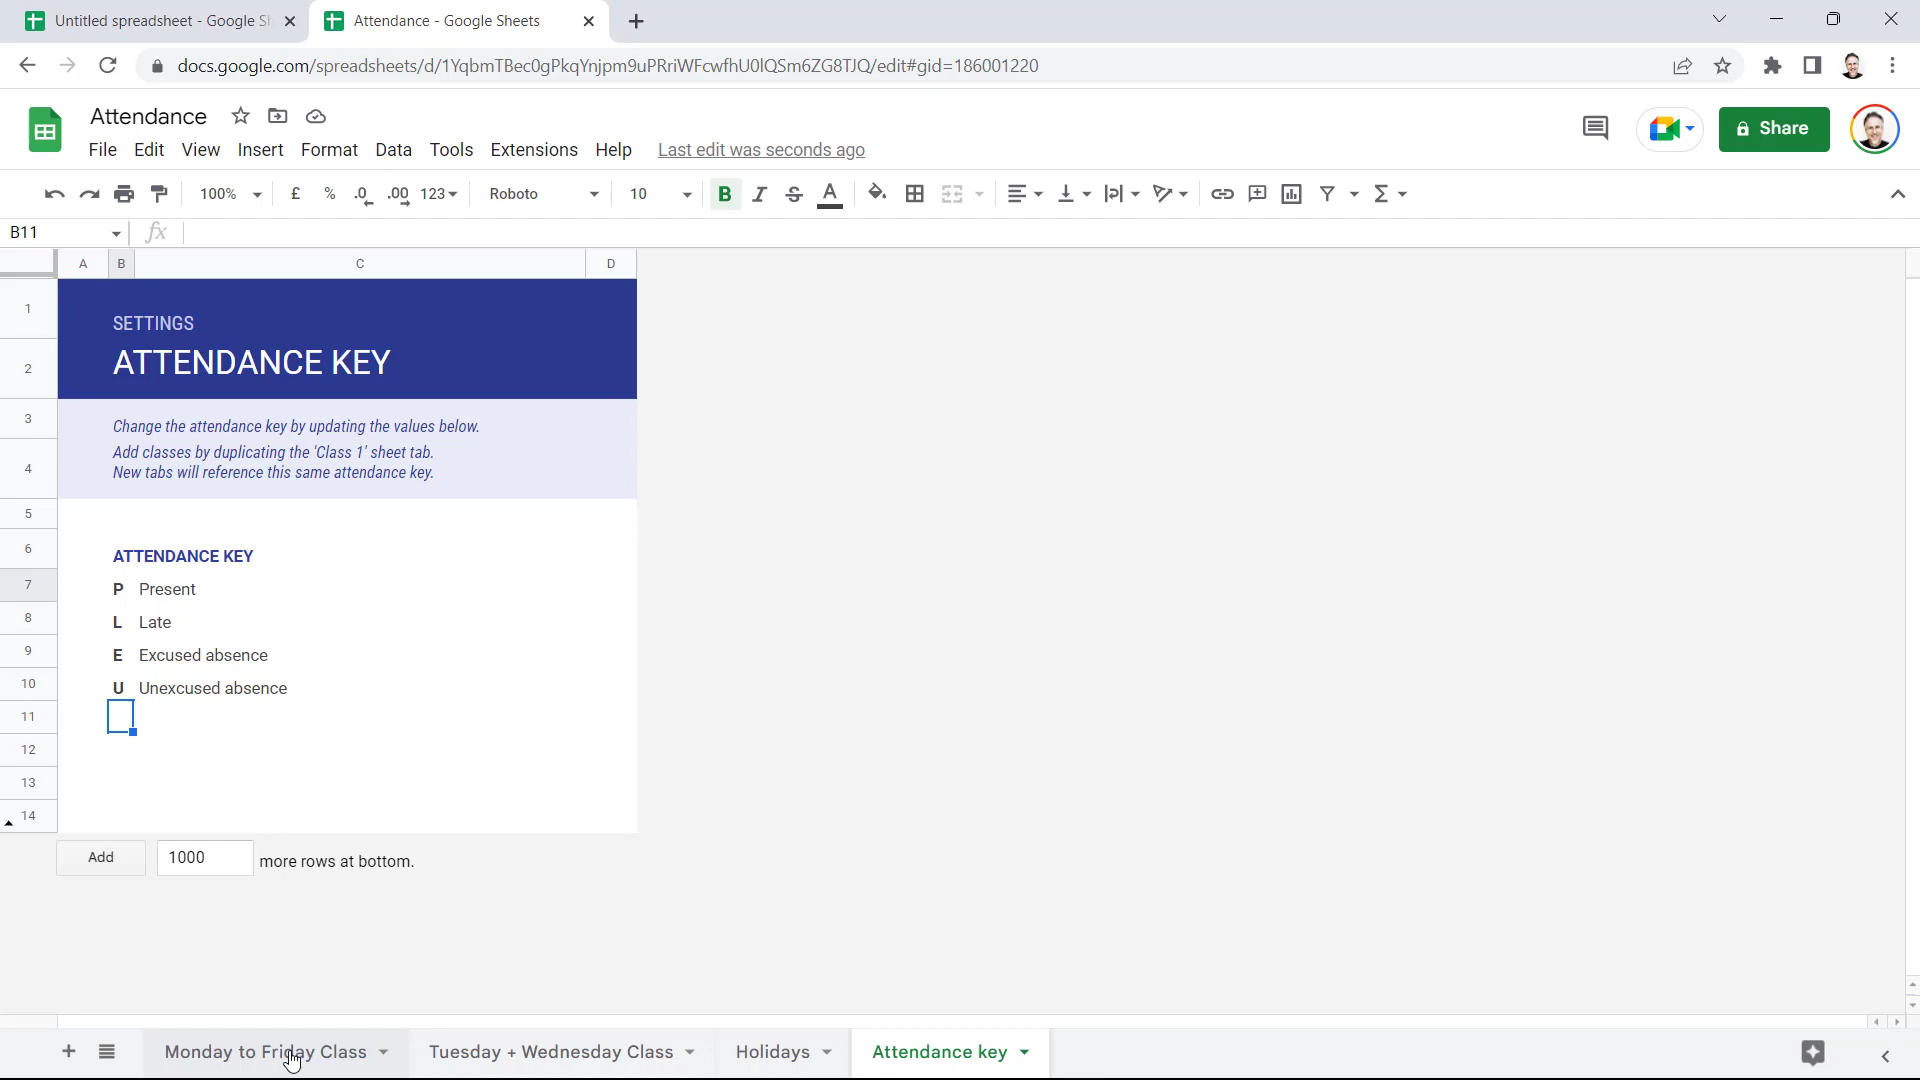 Untitled spreadsheet - Google Sh
Attendance - Google Sheets
docs.google.com/spreadsheets/d/1YqbmTBec0gPkqYnjpm9uPRriWFcwfhU0lQSm6ZG8TJQ/edit#gid=186001220
Attendance
File Edit View Insert Format Data Tools Extensions Help Last edit was seconds ago
Share
100% £ % .0 .00 123 Roboto 10 B I S A Σ
B11 fx
A B C D
1 SETTINGS
2 ATTENDANCE KEY
3 Change the attendance key by updating the values below.
Add classes by duplicating the 'Class 1' sheet tab.
4 New tabs will reference this same attendance key.
5
6 ATTENDANCE KEY
7 P Present
8 L Late
9 E Excused absence
10 U Unexcused absence
11
12
13
14
Add 1000 more rows at bottom.
+ Monday to Friday Class Tuesday + Wednesday Class Holidays Attendance key